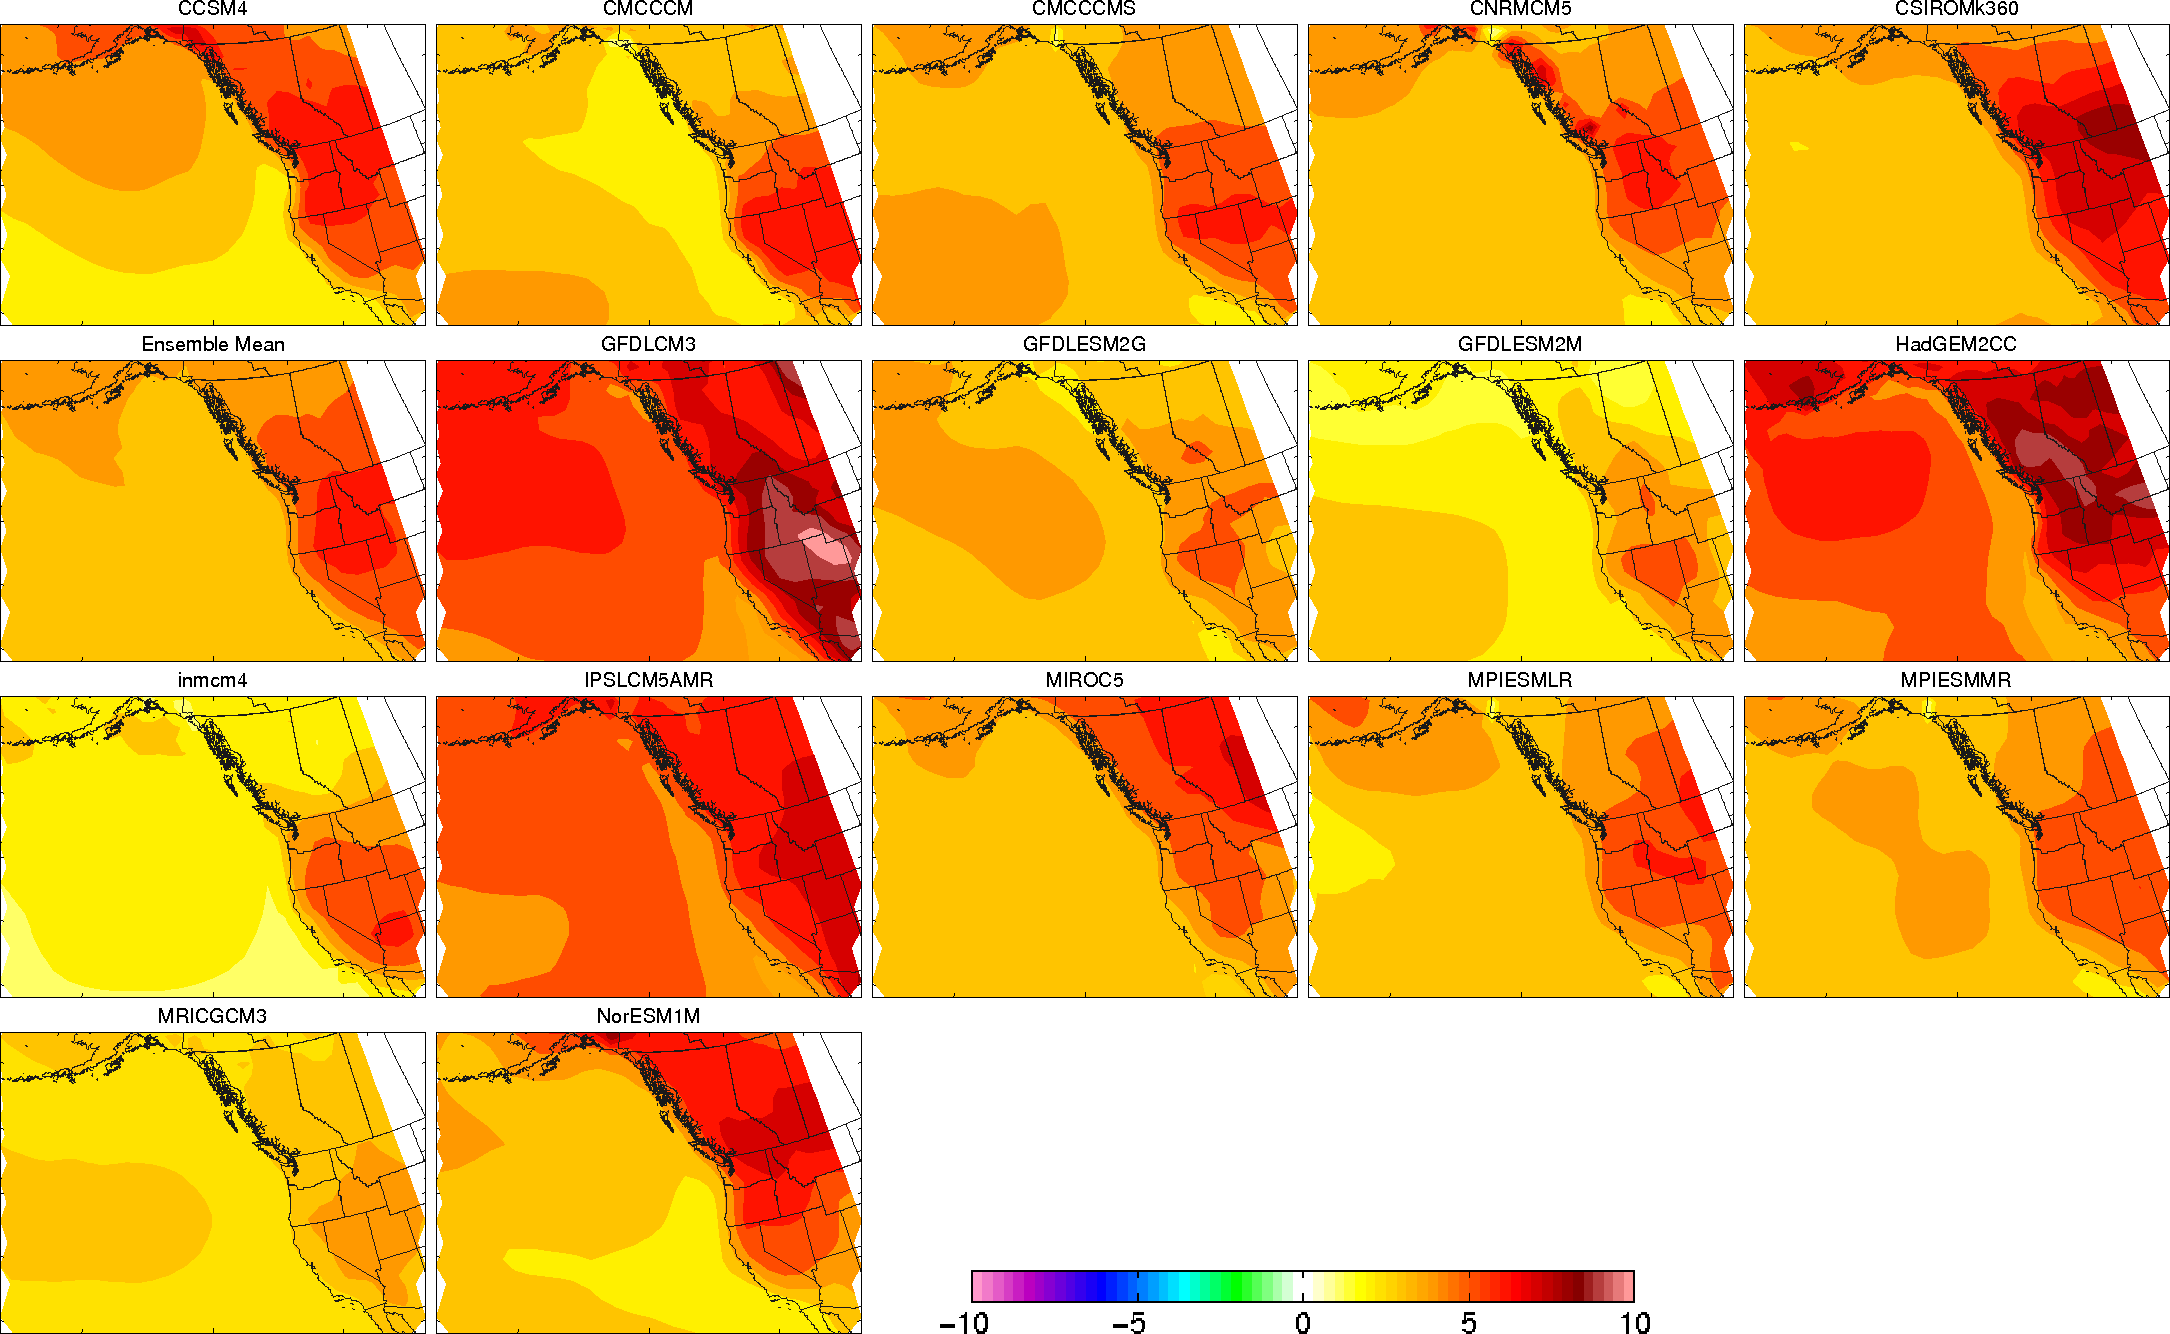 CCSM4
CMCCCM
CMCCCMS
CNRMCM5
CSIROMk360
Ensemble Mean
GFDLCM3
GFDLESM2G
GFDLESM2M
HadGEM2CC
inmcm4
IPSLCM5AMR
MIROC5
MPIESMLR
MPIESMMR
MRICGCM3
NorESM1M
−10 −5 0 5 10